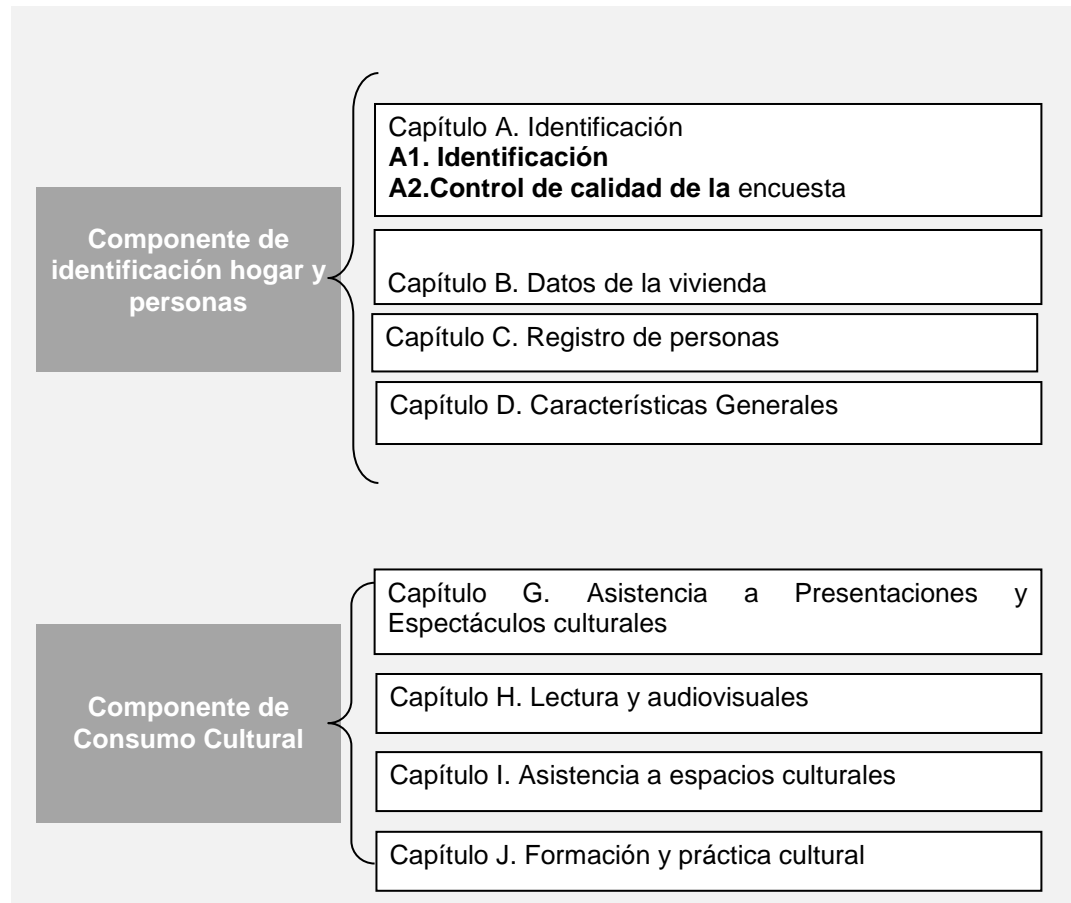 Componente de
identificación hogar y
personas
Capítulo A. Identificación
A1. Identificación
A2.Control de calidad de la encuesta
Capítulo B. Datos de la vivienda
Capítulo C. Registro de personas
Capítulo D. Características Generales
Componente de
Consumo Cultural
Capítulo G. Asistencia a Presentaciones y
Espectáculos culturales
Capítulo H. Lectura y audiovisuales
Capítulo I. Asistencia a espacios culturales
Capítulo J. Formación y práctica cultural